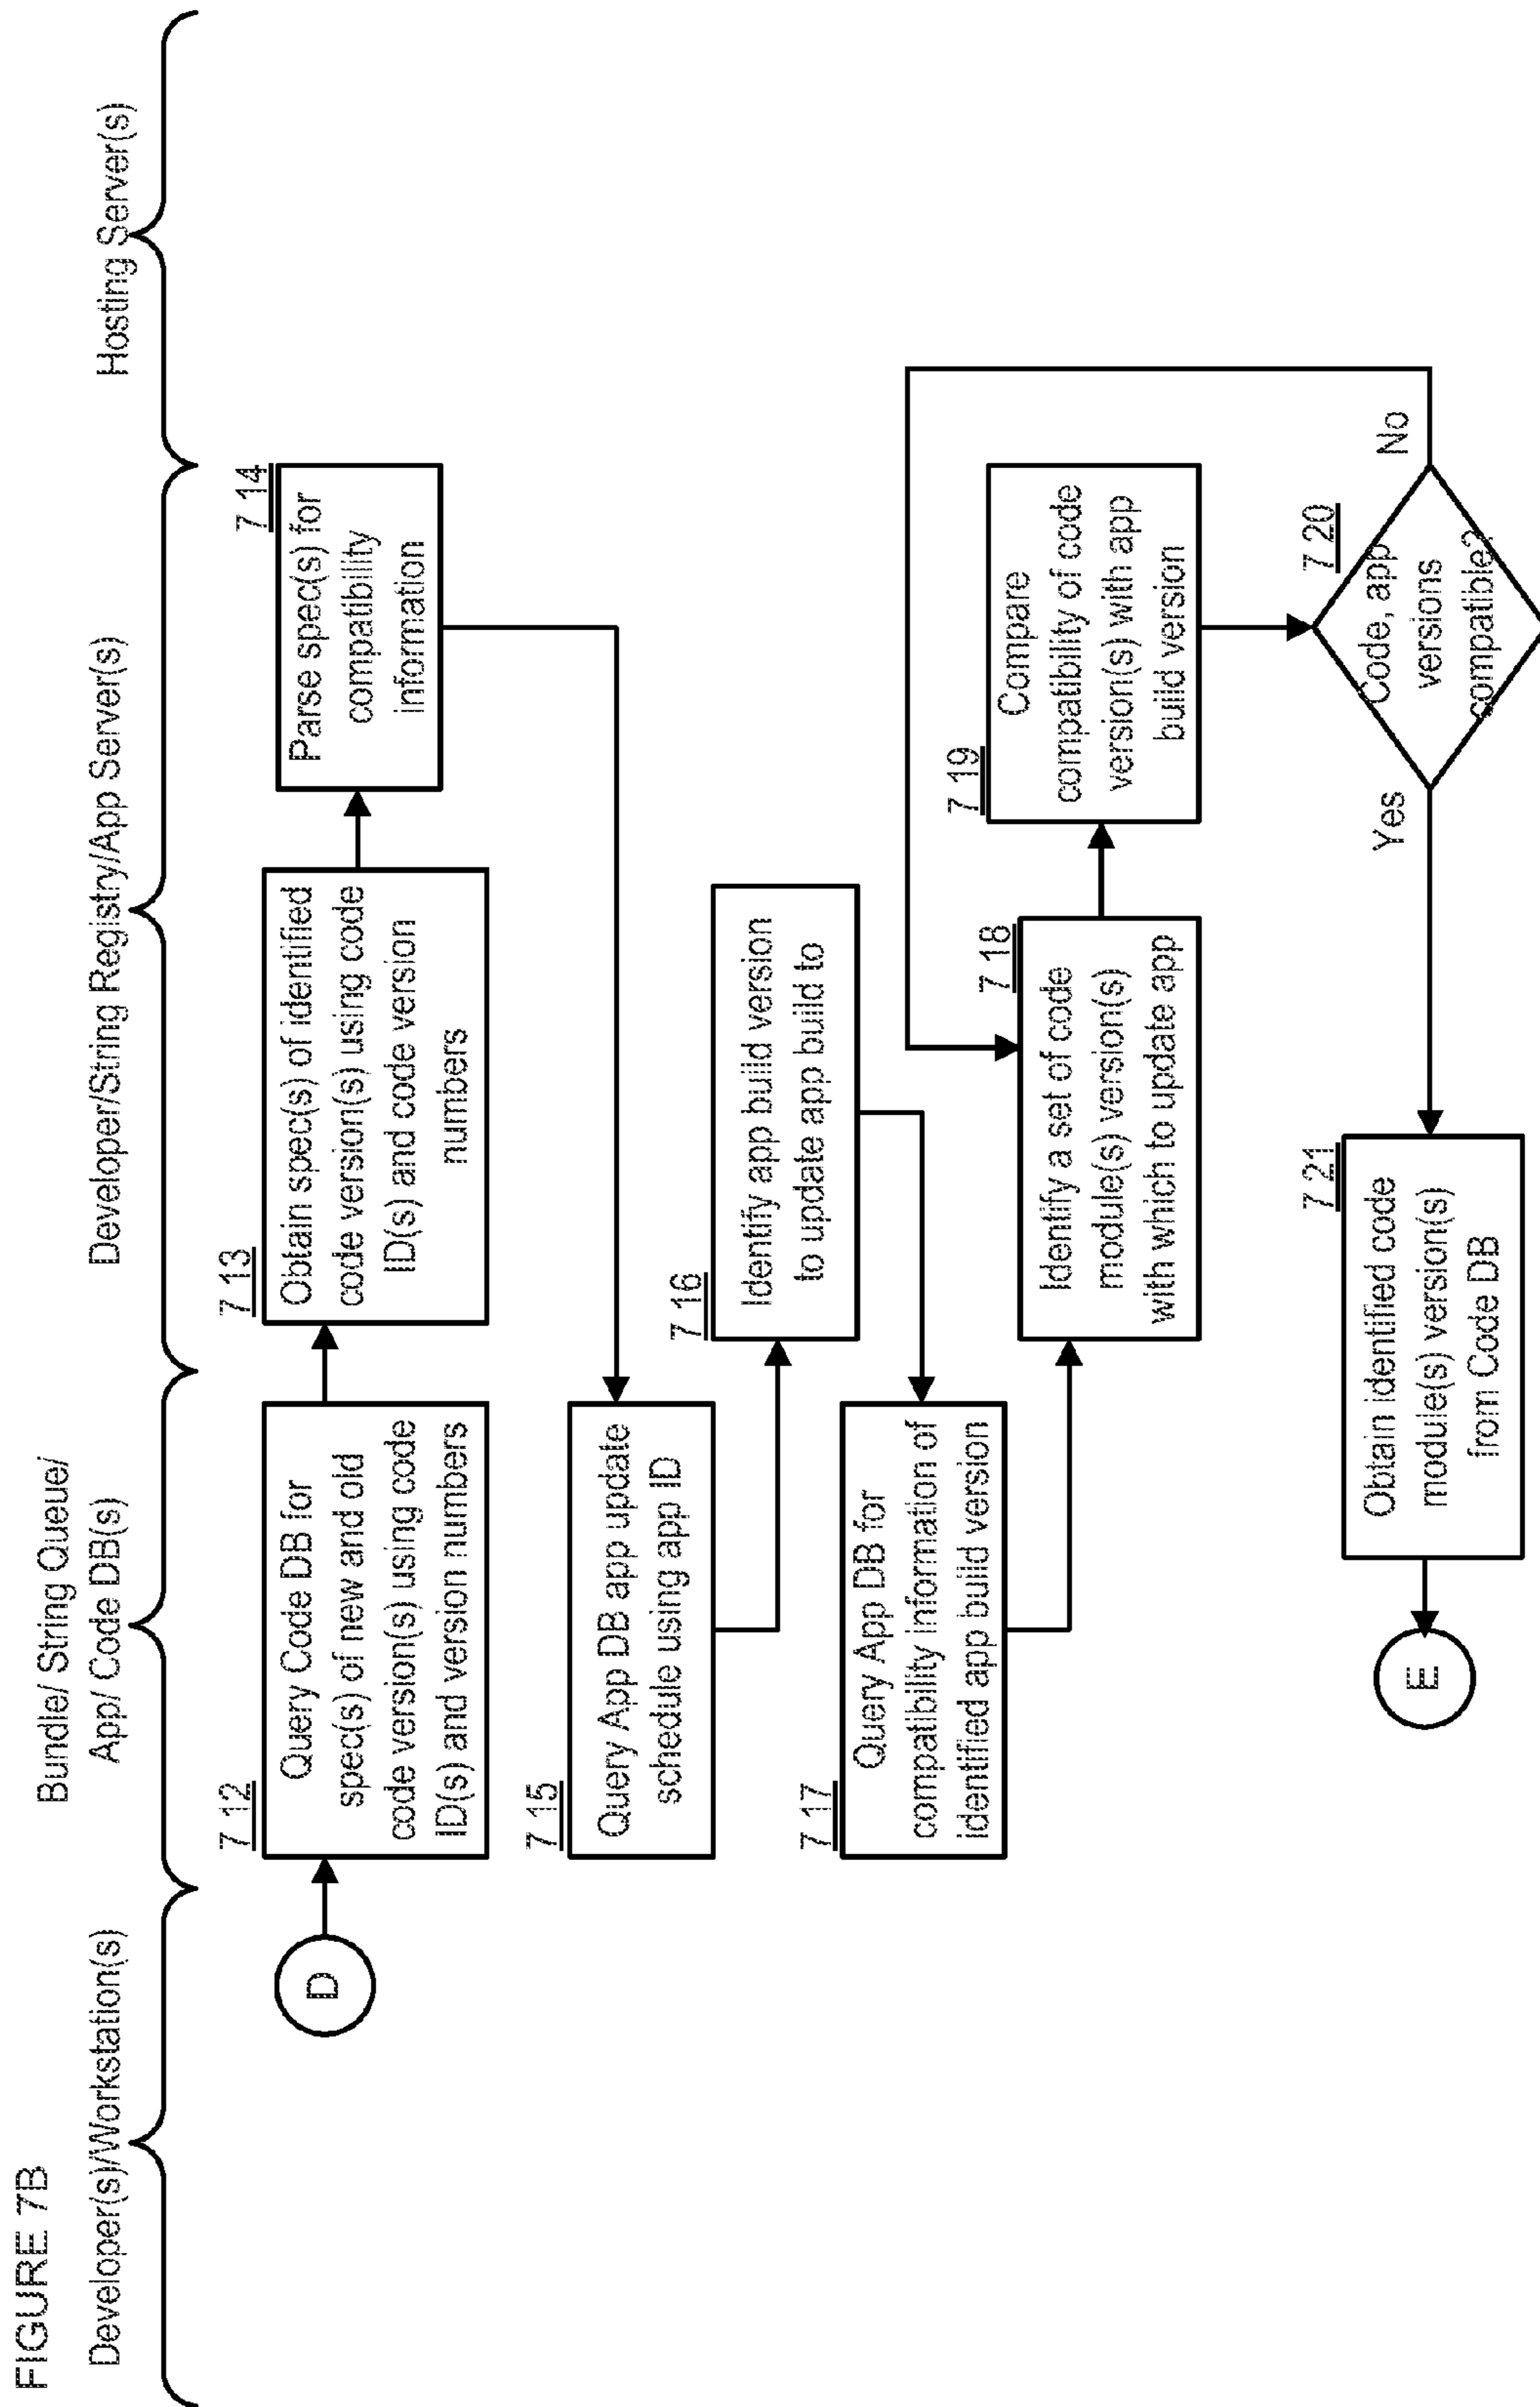 FIGURE 7B
Developer(s)/Workstation(s)
Bundle/ String Queue/
App/ Code DB(s)
Developer/String Registry/App Server(s)
Hosting Server(s)
D
7 12
Query Code DB for
spec(s) of new and old
code version(s) using code
ID(s) and version numbers
7 13
Obtain spec(s) of identified
code version(s) using code
ID(s) and code version
numbers
7 14
Parse spec(s) for
compatibility
information
7 15
Query App DB app update
schedule using app ID
7 16
Identify app build version
to update app build to
7 17
Query App DB for
compatibility information of
identified app build version
7 18
Identify a set of code
module(s) version(s)
with which to update app
7 19
Compare
compatibility of code
version(s) with app
build version
7 20
Code, app
versions
compatible?
No
Yes
7 21
Obtain identified code
module(s) version(s)
from Code DB
E